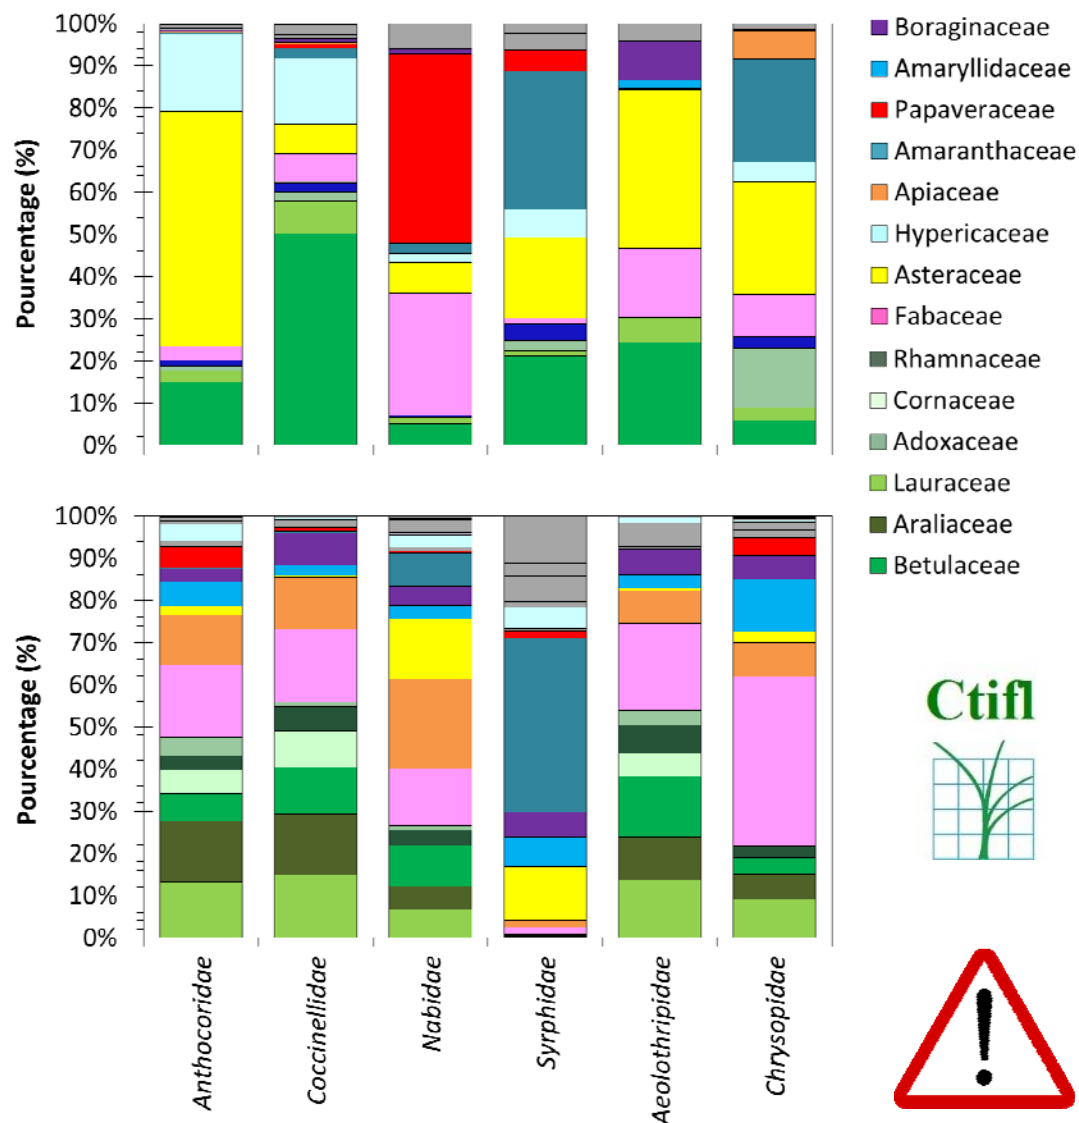 Pourcentage (%)
100%
90%
80%
70%
60%
50%
40%
30%
20%
10%
0%
Pourcentage (%)
100%
90%
80%
70%
60%
50%
40%
30%
20%
10%
0%
Anthocoridae
Coccinellidae
Nabidae
Syrphidae
Aeolothripidae
Chrysopidae
Boraginaceae
Amaryllidaceae
Papaveraceae
Amaranthaceae
Apiaceae
Hypericaceae
Asteraceae
Fabaceae
Rhamnaceae
Cornaceae
Adoxaceae
Lauraceae
Araliaceae
Betulaceae
Ctifl
!